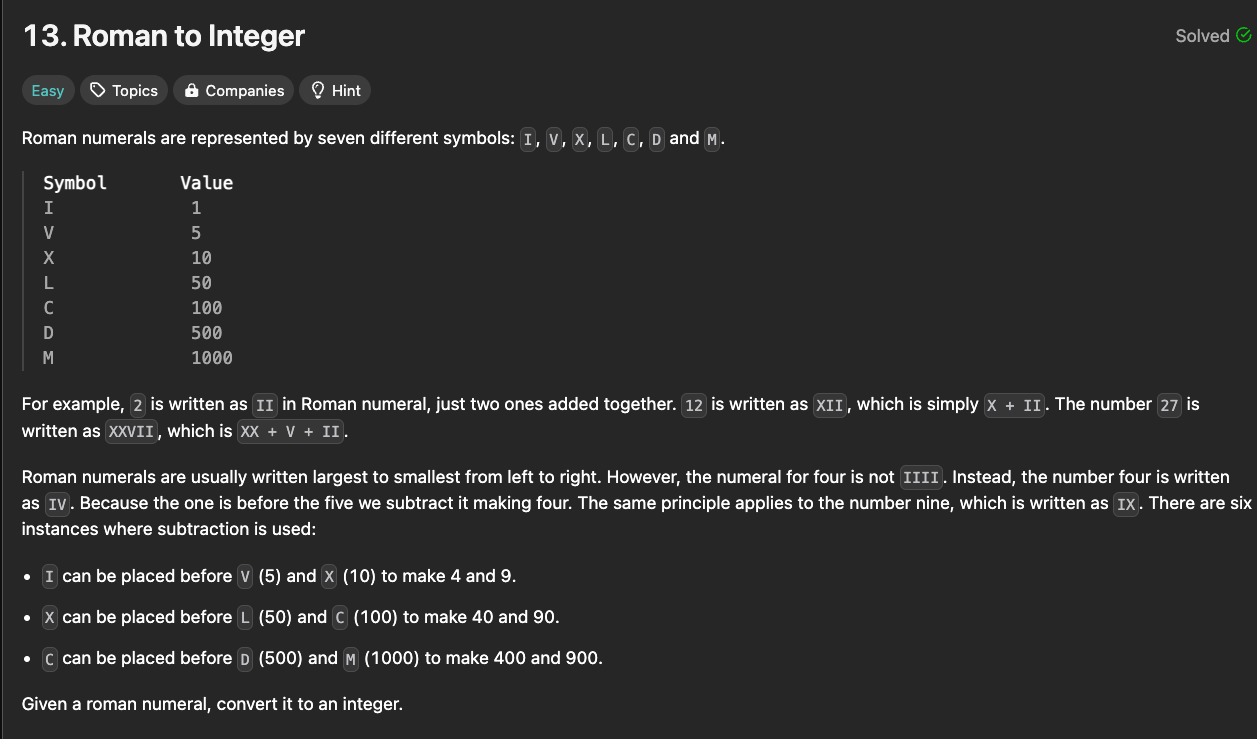 13. Roman to Integer
Solved
Easy
Topics
Companies
Hint
Roman numerals are represented by seven different symbols: I, V, X, L, C, D and M.
Symbol Value
I 1
V 5
X 10
L 50
C 100
D 500
M 1000
For example, 2 is written as II in Roman numeral, just two ones added together. 12 is written as XII, which is simply X + II. The number 27 is
written as XXVII, which is XX + V + II.
Roman numerals are usually written largest to smallest from left to right. However, the numeral for four is not IIII. Instead, the number four is written
as IV. Because the one is before the five we subtract it making four. The same principle applies to the number nine, which is written as IX. There are six
instances where subtraction is used:
• I can be placed before V (5) and X (10) to make 4 and 9.
• X can be placed before L (50) and C (100) to make 40 and 90.
• C can be placed before D (500) and M (1000) to make 400 and 900.
Given a roman numeral, convert it to an integer.